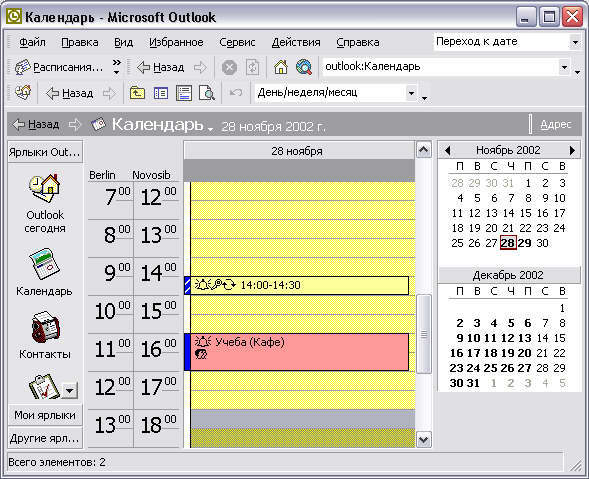 Календарь - Microsoft Outlook
Файл Правка Вид Избранное Сервис Действия Справка Переход к дате
Расписания... » Назад outlook:Календарь
Назад День/неделя/месяц
Назад Календарь 28 ноября 2002 г. Адрес
Ярлыки Out...
Outlook сегодня
Календарь
Контакты
Мои ярлыки
Другие ярл...
28 ноября
Berlin Novosib
7 00 12 00
8 00 13 00
9 00 14 00
10 00 15 00
11 00 16 00
12 00 17 00
13 00 18 00
14:00-14:30
Учеба (Кафе)
Ноябрь 2002
П В С Ч П С В
28 29 30 31 1 2 3
4 5 6 7 8 9 10
11 12 13 14 15 16 17
18 19 20 21 22 23 24
25 26 27 28 29 30
Декабрь 2002
П В С Ч П С В
1
2 3 4 5 6 7 8
9 10 11 12 13 14 15
16 17 18 19 20 21 22
23 24 25 26 27 28 29
30 31 1 2 3 4 5
Всего элементов: 2